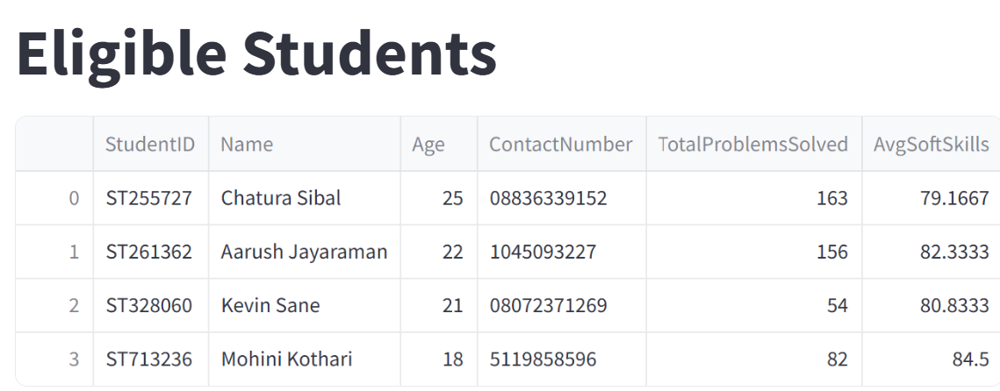 Eligible Students
StudentID Name Age ContactNumber TotalProblemsSolved AvgSoftSkills
0 ST255727 Chatura Sibal 25 08836339152 163 79.1667
1 ST261362 Aarush Jayaraman 22 1045093227 156 82.3333
2 ST328060 Kevin Sane 21 08072371269 54 80.8333
3 ST713236 Mohini Kothari 18 5119858596 82 84.5